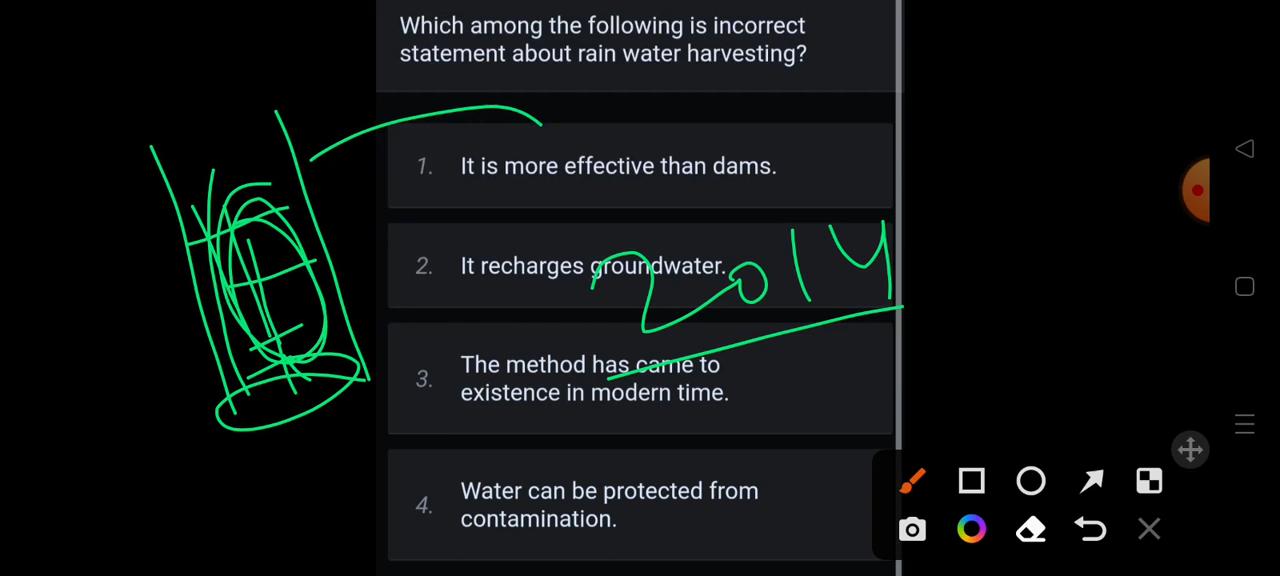 Which among the following is incorrect
statement about rain water harvesting?
1. It is more effective than dams.
2. It recharges groundwater.
2014
3. The method has came to
existence in modern time.
4. Water can be protected from
contamination.